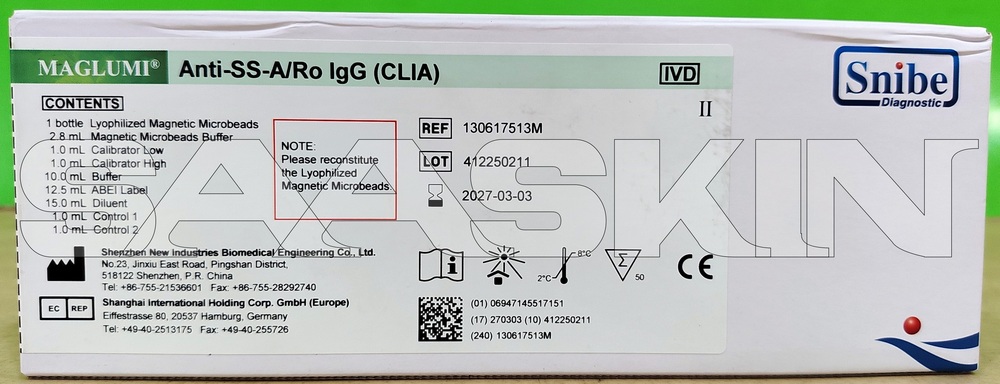 MAGLUMI® Anti-SS-A/Ro IgG (CLIA)
IVD
Snibe
Diagnostic
II
CONTENTS
1 bottle Lyophilized Magnetic Microbeads
2.8 mL Magnetic Microbeads Buffer
1.0 mL Calibrator Low
1.0 mL Calibrator High
10.0 mL Buffer
12.5 mL ABEI Label
15.0 mL Diluent
1.0 mL Control 1
1.0 mL Control 2
NOTE:
Please reconstitute
the Lyophilized
Magnetic Microbeads
REF 130617513M
LOT 412250211
2027-03-03
SAASKIN
Shenzhen New Industries Biomedical Engineering Co., Ltd.
No.23, Jinxiu East Road, Pingshan District,
518122 Shenzhen, P.R. China
Tel: +86-755-21536601 Fax: +86-755-28292740
EC REP
Shanghai International Holding Corp. GmbH (Europe)
Eiffestrasse 80, 20537 Hamburg, Germany
Tel: +49-40-2513175 Fax: +49-40-255726
i
2°C
8°C
Σ
50
CE
(01) 06947145517151
(17) 270303 (10) 412250211
(240) 130617513M